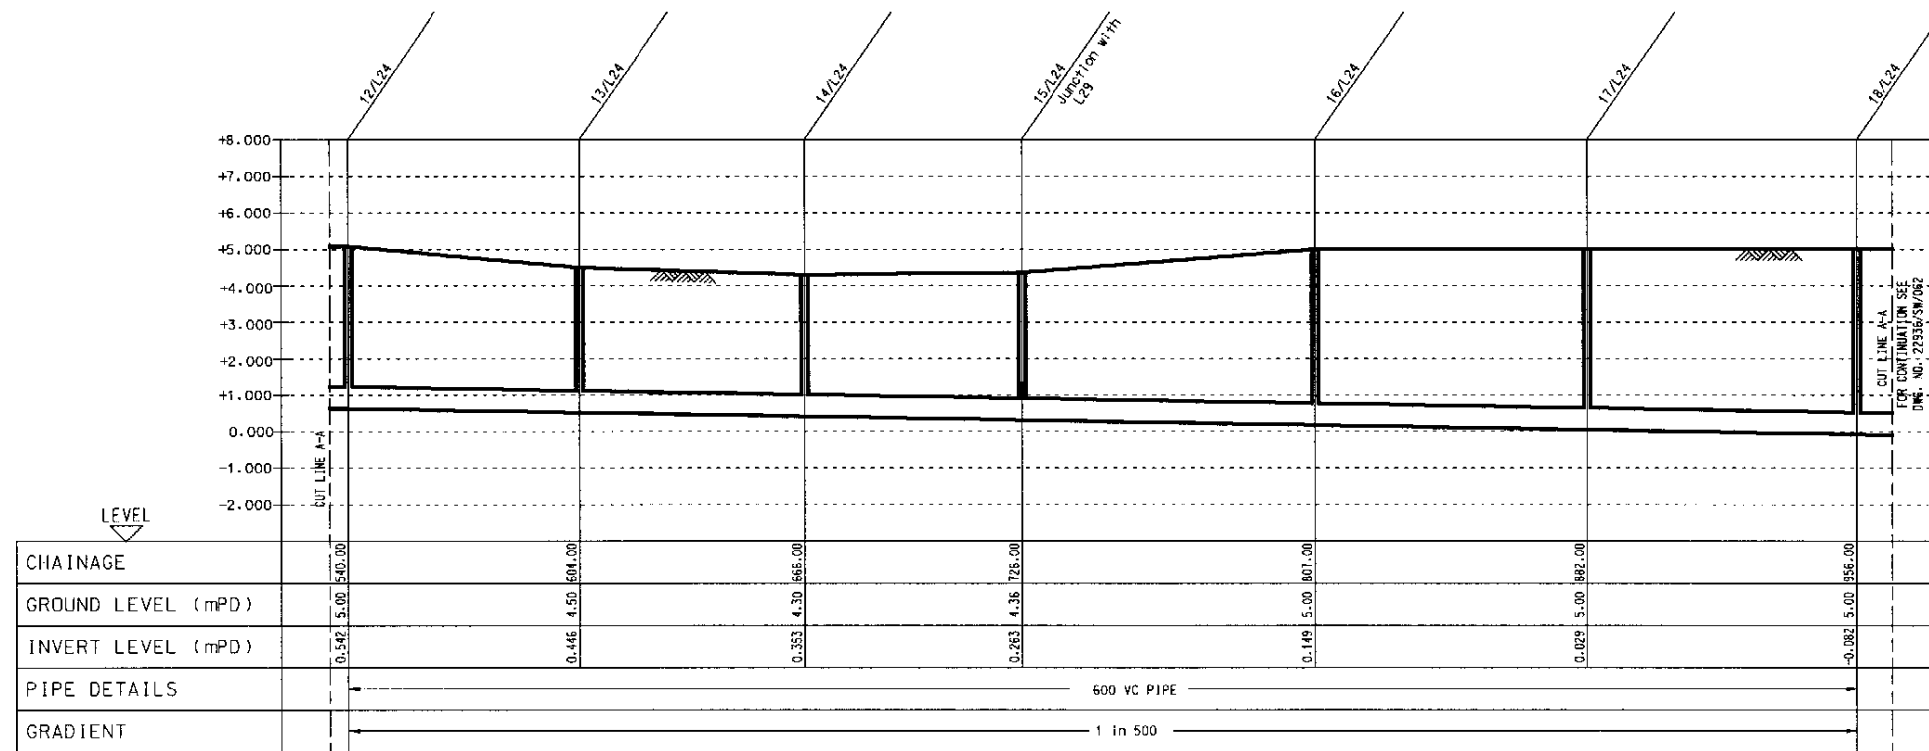 12/L24
13/L24
14/L24
15/L24
Junction with
L29
16/L24
17/L24
18/L24
+8.000
+7.000
+6.000
+5.000
+4.000
+3.000
+2.000
+1.000
0.000
-1.000
-2.000
CUT LINE A-A
CUT LINE A-A
FOR CONTINUATION SEE
DWG. NO. 22936/SW/062
LEVEL
CHAINAGE 540.00 604.00 666.00 726.00 807.00 882.00 956.00
GROUND LEVEL (mPD) 5.00 4.50 4.30 4.36 5.00 5.00 5.00
INVERT LEVEL (mPD) 0.542 0.446 0.353 0.263 0.149 0.029 -0.082
PIPE DETAILS 600 VC PIPE
GRADIENT 1 in 500